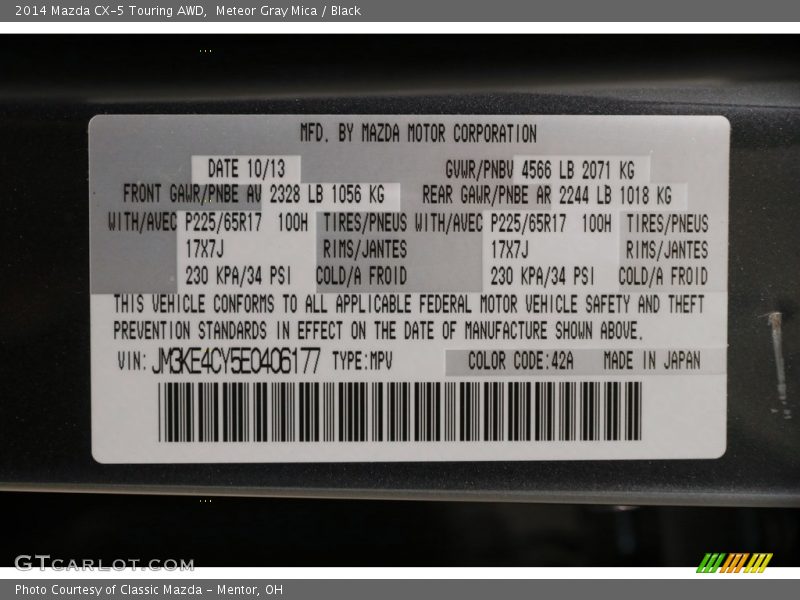 2014 Mazda CX-5 Touring AWD, Meteor Gray Mica / Black
MFD. BY MAZDA MOTOR CORPORATION
DATE 10/13 GVWR/PNBV 4566 LB 2071 KG
FRONT GAWR/PNBE AV 2328 LB 1056 KG REAR GAWR/PNBE AR 2244 LB 1018 KG
WITH/AVEC P225/65R17 100H TIRES/PNEUS WITH/AVEC P225/65R17 100H TIRES/PNEUS
17X7J RIMS/JANTES 17X7J RIMS/JANTES
230 KPA/34 PSI COLD/A FROID 230 KPA/34 PSI COLD/A FROID
THIS VEHICLE CONFORMS TO ALL APPLICABLE FEDERAL MOTOR VEHICLE SAFETY AND THEFT
PREVENTION STANDARDS IN EFFECT ON THE DATE OF MANUFACTURE SHOWN ABOVE.
VIN: JM3KE4CY5E0406177 TYPE:MPV COLOR CODE:42A MADE IN JAPAN
GTCARLOT.COM
Photo Courtesy of Classic Mazda - Mentor, OH